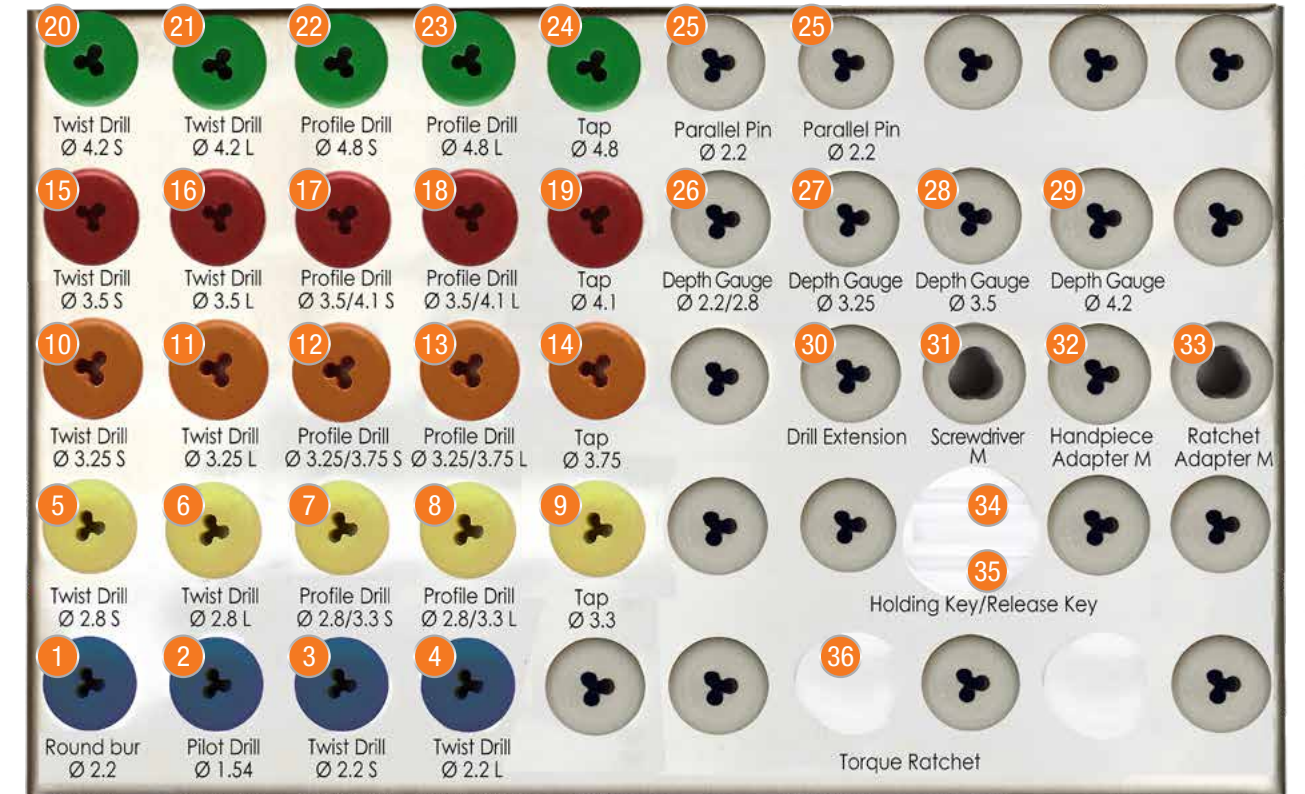 20 21 22 23 24 25 25
Twist Drill Twist Drill Profile Drill Profile Drill Tap Parallel Pin Parallel Pin
Ø 4.2 S Ø 4.2 L Ø 4.8 S Ø 4.8 L Ø 4.8 Ø 2.2 Ø 2.2
15 16 17 18 19 26 27 28 29
Twist Drill Twist Drill Profile Drill Profile Drill Tap Depth Gauge Depth Gauge Depth Gauge Depth Gauge
Ø 3.5 S Ø 3.5 L Ø 3.5/4.1 S Ø 3.5/4.1 L Ø 4.1 Ø 2.2/2.8 Ø 3.25 Ø 3.5 Ø 4.2
10 11 12 13 14 30 31 32 33
Twist Drill Twist Drill Profile Drill Profile Drill Tap Drill Extension Screwdriver Handpiece Ratchet
Ø 3.25 S Ø 3.25 L Ø 3.25/3.75 S Ø 3.25/3.75 L Ø 3.75 M Adapter M Adapter M
5 6 7 8 9 34
35
Twist Drill Twist Drill Profile Drill Profile Drill Tap Holding Key/Release Key
Ø 2.8 S Ø 2.8 L Ø 2.8/3.3 S Ø 2.8/3.3 L Ø 3.3
1 2 3 4 36
Round bur Pilot Drill Twist Drill Twist Drill Torque Ratchet
Ø 2.2 Ø 1.54 Ø 2.2 S Ø 2.2 L